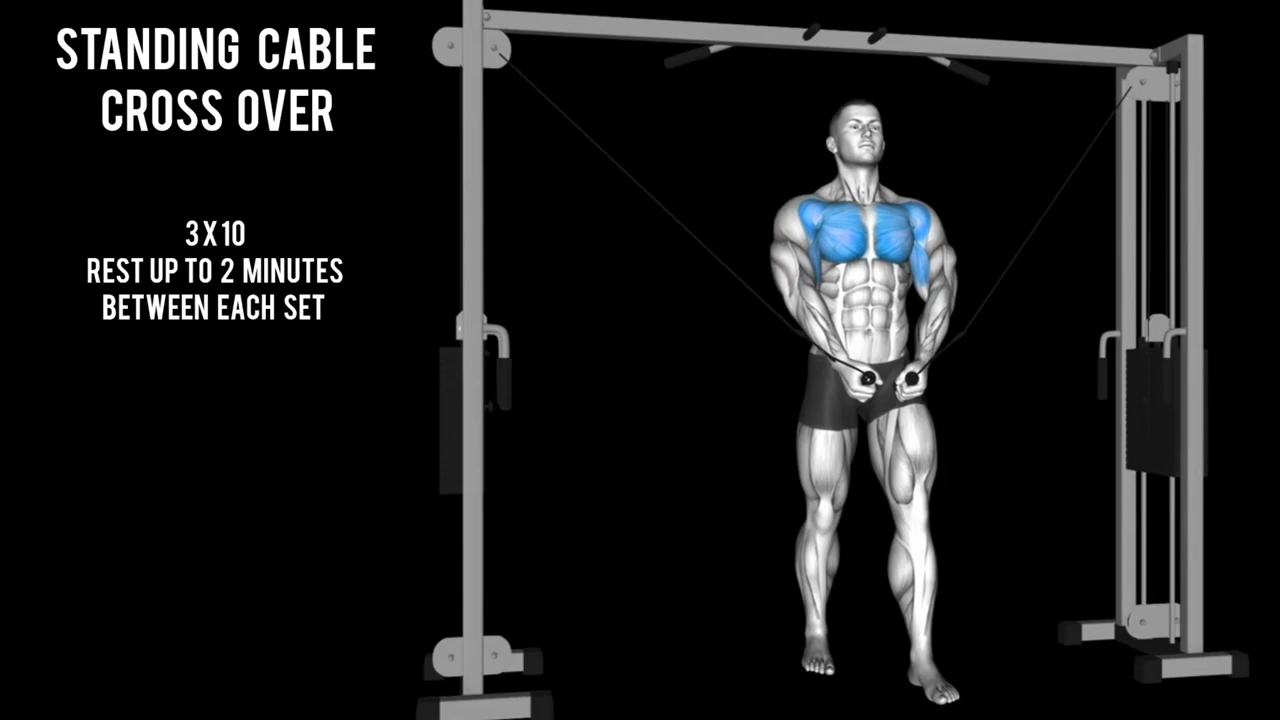 STANDING CABLE
CROSS OVER
3 X 10
REST UP TO 2 MINUTES
BETWEEN EACH SET